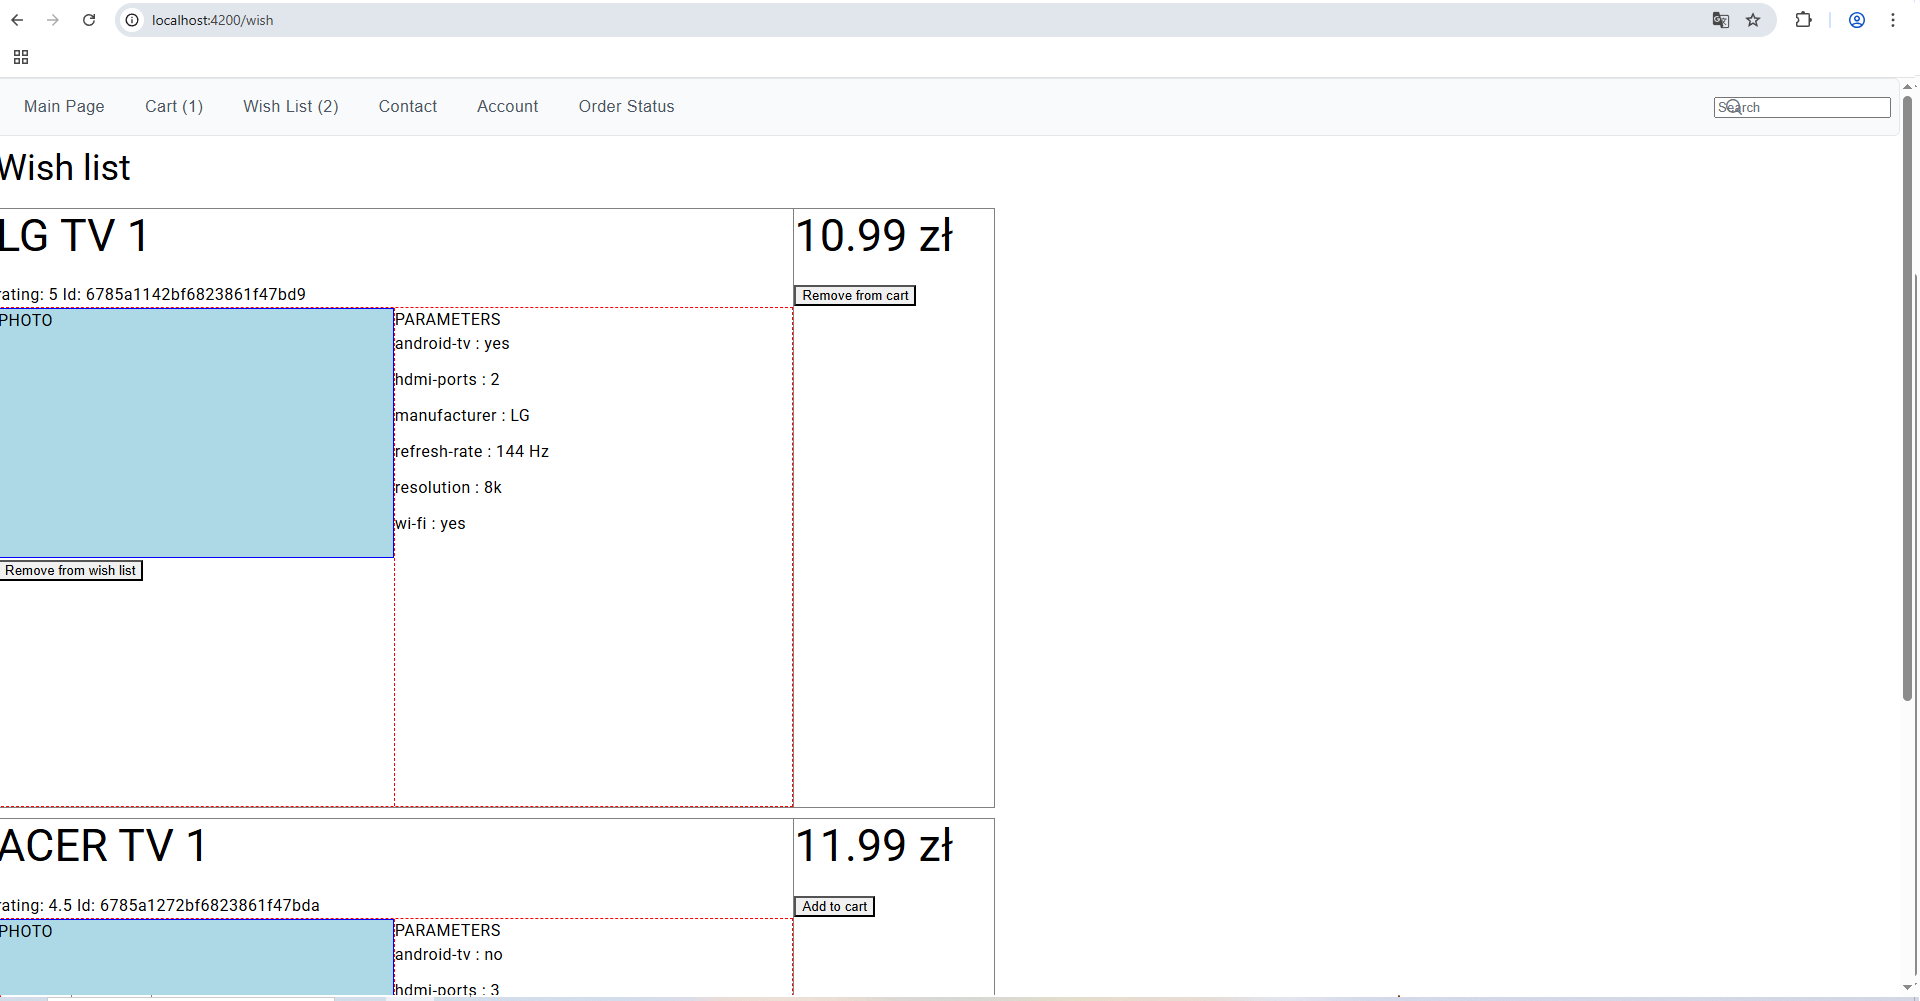 localhost:4200/wish
Main Page Cart (1) Wish List (2) Contact Account Order Status Search
Wish list
LG TV 1
10.99 zł
rating: 5 Id: 6785a1142bf6823861f47bd9
Remove from cart
PHOTO
PARAMETERS
android-tv : yes
hdmi-ports : 2
manufacturer : LG
refresh-rate : 144 Hz
resolution : 8k
wi-fi : yes
Remove from wish list
ACER TV 1
11.99 zł
rating: 4.5 Id: 6785a1272bf6823861f47bda
Add to cart
PHOTO
PARAMETERS
android-tv : no
hdmi-ports : 3